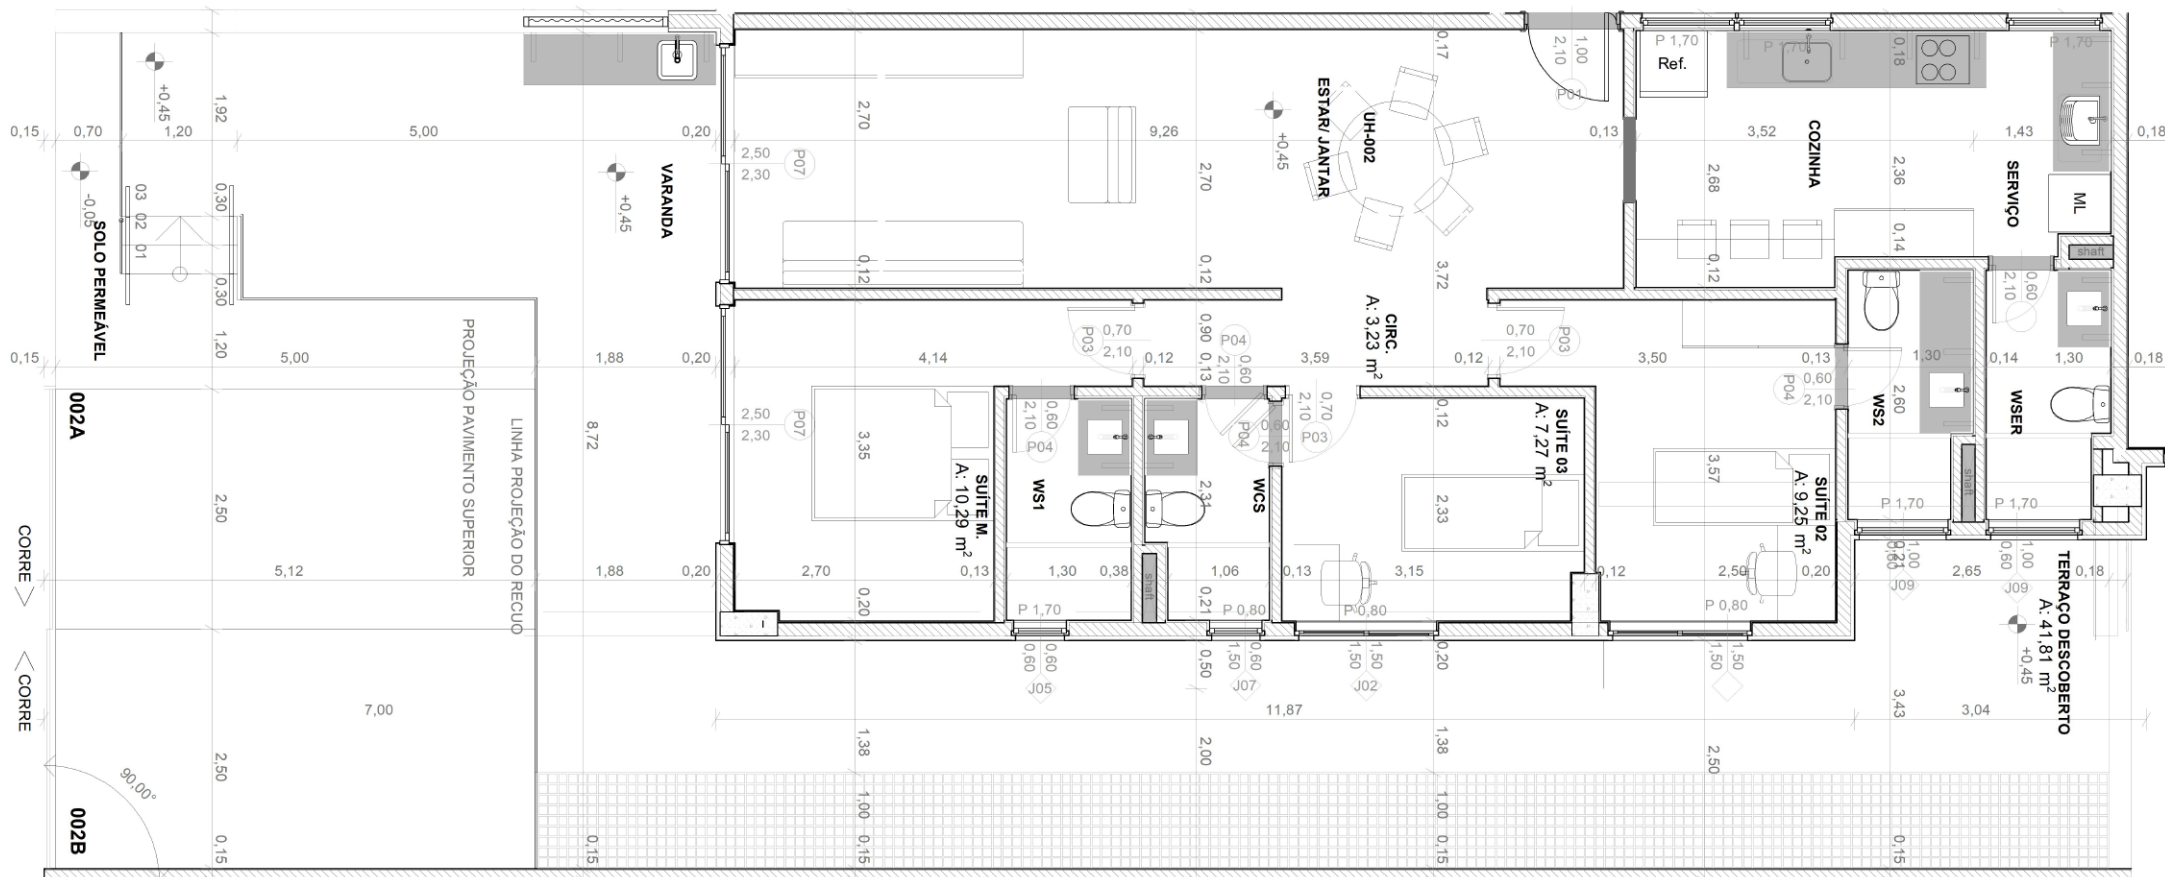 0,15
0,70
1,20
5,00
0,20
+0,45
-0,05
1,92
0,30
03 02 01
0,30
1,20
SOLO PERMEÁVEL
VARANDA
+0,45
2,50
2,30
P07
2,70
0,12
9,26
2,70
0,12
+0,45
ESTAR/ JANTAR
UH-002
0,17
3,72
1,00
2,10
P01
0,13
P 1,70
Ref.
P 1,70
0,18
P 1,70
3,52
COZINHA
1,43
0,18
2,68
2,36
SERVIÇO
ML
0,14
0,12
shaft
0,60
2,10
0,15
5,00
1,88
0,20
4,14
P03
0,70
2,10
0,12
0,90
0,13
P04
0,60
2,10
3,59
CIRC.
A: 3,23 m²
0,12
0,70
2,10
P03
3,50
0,13
1,30
0,14
1,30
0,18
002A
PROJEÇÃO PAVIMENTO SUPERIOR
LINHA PROJEÇÃO DO RECUO
8,72
2,50
2,50
2,30
P07
3,35
SUÍTE M.
A: 10,29 m²
0,60
2,10
P04
WS1
2,31
WCS
P04
0,60
2,10
0,70
2,10
P03
0,12
2,33
SUÍTE 03
A: 7,27 m²
3,57
SUÍTE 02
A: 9,25 m²
P04
0,60
2,10
WS2
2,60
WSER
shaft
P 1,70
P 1,70
CORRE
5,12
1,88
0,20
2,70
0,13
1,30
0,38
shaft
1,06
0,13
3,15
0,12
2,50
0,20
0,21
1,00
0,60
J09
2,65
1,00
0,60
J09
0,18
0,20
P 1,70
0,21
P 0,80
P 0,80
P 0,80
TERRAÇO DESCOBERTO
A: 41,81 m²
+0,45
CORRE
0,60
0,60
J05
0,50
0,60
1,50
J07
1,50
1,50
J02
0,20
1,50
1,50
7,00
11,87
3,43
3,04
2,50
1,38
2,00
1,38
2,50
90,00°
002B
0,15
0,15
1,00
0,15
1,00
0,15
0,15